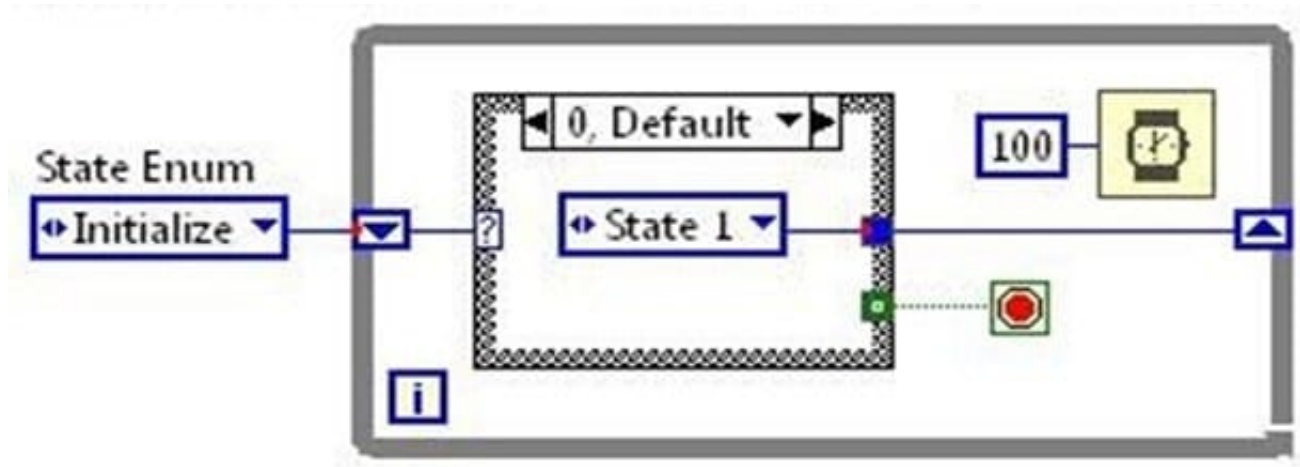 State Enum
Initialize
?
0, Default
State 1
100
i